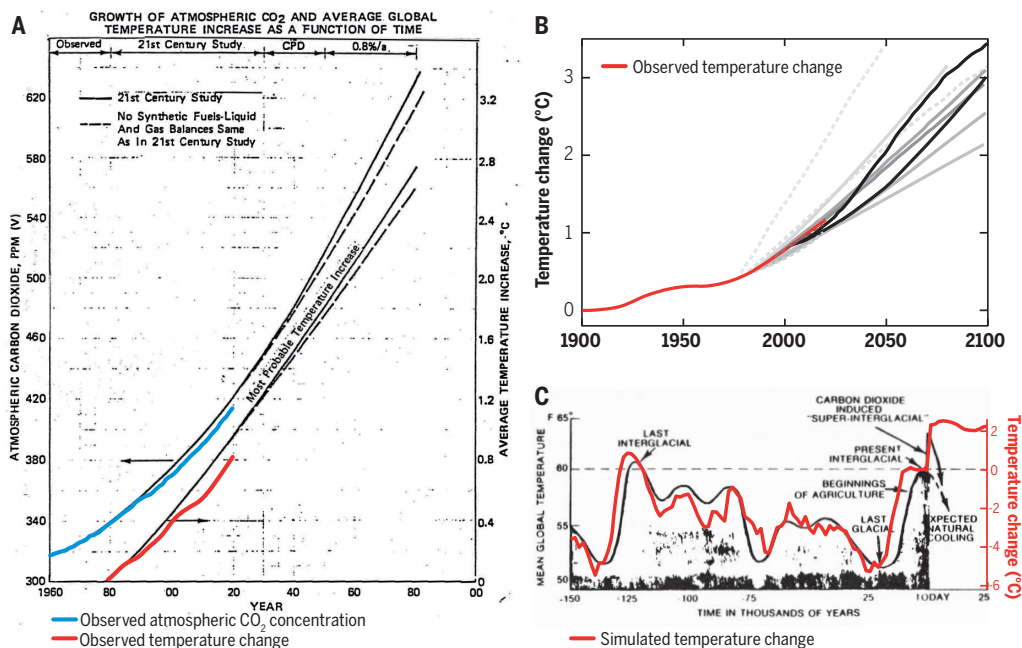 A
GROWTH OF ATMOSPHERIC CO2 AND AVERAGE GLOBAL
TEMPERATURE INCREASE AS A FUNCTION OF TIME
Observed
21st Century Study
CPD
0.8%/a
21st Century Study
No Synthetic Fuels-Liquid
And Gas Balances Same
As In 21st Century Study
ATMOSPHERIC CARBON DIOXIDE, PPM (V)
620
580
540
500
460
420
380
340
300
3.2
2.8
2.4
2.0
1.6
1.2
0.8
0.4
0
AVERAGE TEMPERATURE INCREASE, °C
Most Probable Temperature Increase
1960
80
00
20
40
60
80
00
YEAR
Observed atmospheric CO2 concentration
Observed temperature change
B
Observed temperature change
Temperature change (°C)
3
2
1
0
1900
1950
2000
2050
2100
C
CARBON DIOXIDE
INDUCED
"SUPER-INTERGLACIAL"
LAST
INTERGLACIAL
PRESENT
INTERGLACIAL
BEGINNINGS
OF AGRICULTURE
LAST
GLACIAL
EXPECTED
NATURAL
COOLING
MEAN GLOBAL TEMPERATURE
F 65°
60
55
50
2
0
-2
-4
-6
Temperature change (°C)
-150
-125
-100
-75
-50
-25
TODAY
25
TIME IN THOUSANDS OF YEARS
Simulated temperature change